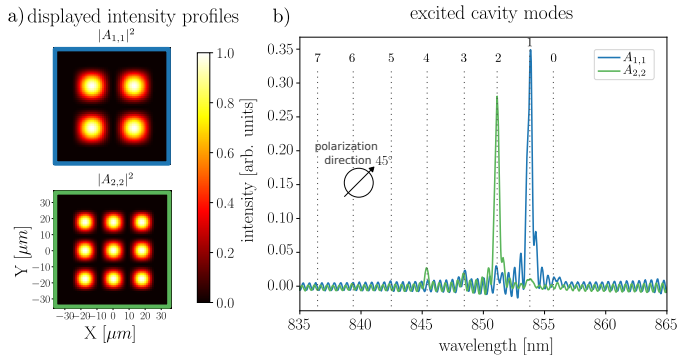 a) displayed intensity profiles
|A1,1|²
1.0
0.8
0.6
0.4
0.2
0.0
intensity [arb. units]
|A2,2|²
30
20
10
0
−10
−20
−30
Y [μm]
−30 −20 −10 0 10 20 30
X [μm]
b) excited cavity modes
0.35
0.30
0.25
0.20
0.15
0.10
0.05
0.00
7 6 5 4 3 2 1 0
A1,1
A2,2
polarization
direction 45°
835 840 845 850 855 860 865
wavelength [nm]